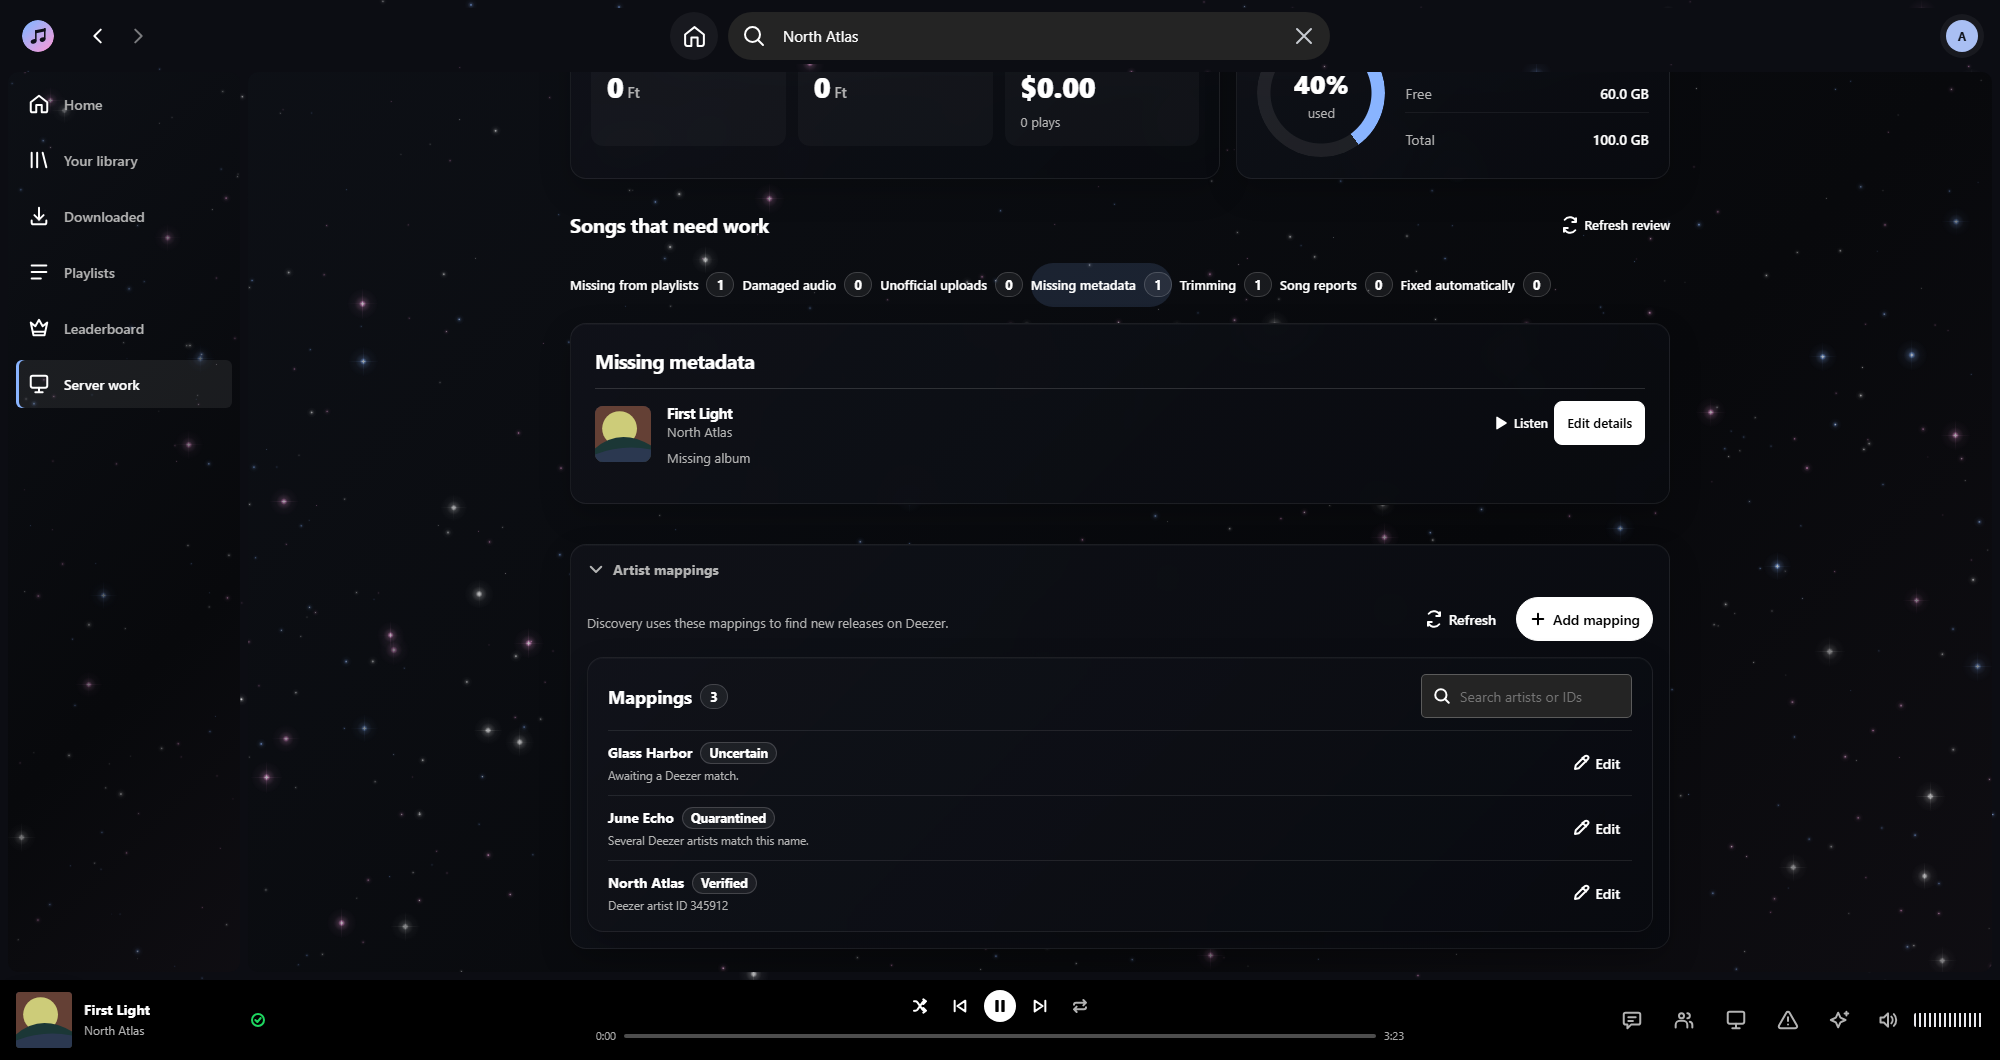 North Atlas
A
Home
Your library
Downloaded
Playlists
Leaderboard
Server work
0 Ft
0 Ft
$0.00
0 plays
40%
used
Free 60.0 GB
Total 100.0 GB
Songs that need work
Refresh review
Missing from playlists 1 Damaged audio 0 Unofficial uploads 0 Missing metadata 1 Trimming 1 Song reports 0 Fixed automatically 0
Missing metadata
First Light
North Atlas
Missing album
Listen Edit details
Artist mappings
Discovery uses these mappings to find new releases on Deezer.
Refresh + Add mapping
Mappings 3
Search artists or IDs
Glass Harbor Uncertain
Awaiting a Deezer match.
Edit
June Echo Quarantined
Several Deezer artists match this name.
Edit
North Atlas Verified
Deezer artist ID 345912
Edit
First Light
North Atlas
0:00 3:23